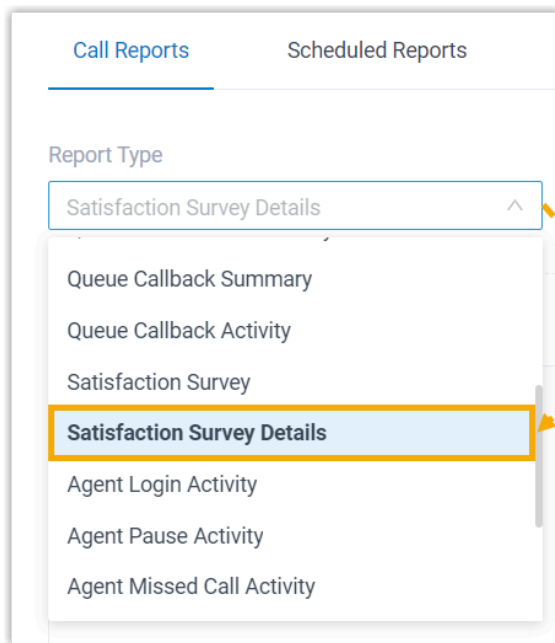 Call Reports Scheduled Reports
Report Type
Satisfaction Survey Details
Queue Callback Summary
Queue Callback Activity
Satisfaction Survey
Satisfaction Survey Details
Agent Login Activity
Agent Pause Activity
Agent Missed Call Activity